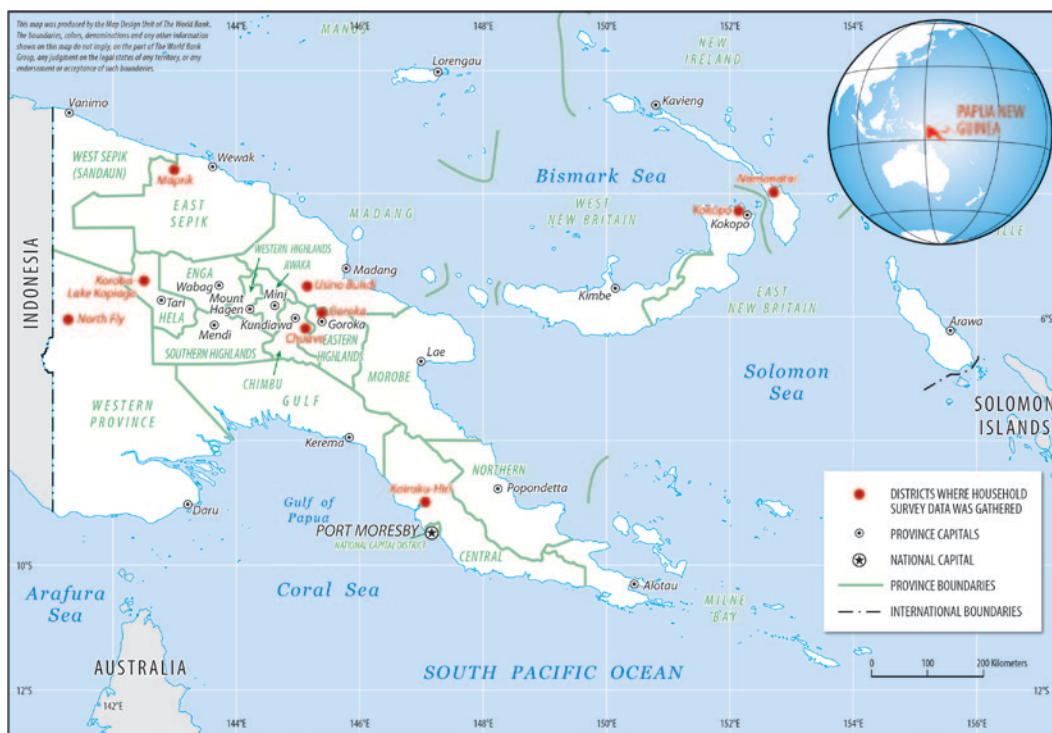 This map was produced by the Map Design Unit of The World Bank.
The boundaries, colors, denominations and any other information
shown on this map do not imply, on the part of The World Bank
Group, any judgment on the legal status of any territory, or any
endorsement or acceptance of such boundaries.
142°E
144°E
146°E
148°E
150°E
152°E
MANUS
NEW
IRELAND
Lorengau
Kavieng
PAPUA NEW
GUINEA
Vanimo
Wewak
WEST SEPIK
(SANDAUN)
Maprik
EAST
SEPIK
Bismark Sea
WEST
NEW BRITAIN
Namatanai
Kokopo
Kokopo
MADANG
VILLE
INDONESIA
WESTERN HIGHLANDS
JIWAKA
ENGA
Wabag
Madang
Koroba-
Lake Kopiago
Usino Bundi
Kimbe
EAST
NEW BRITAIN
Tari
Mount
Hagen
Minj
HELA
North Fly
Goroka
Goroka
Kundiawa
Mendi
Chuave
6°S
Arawa
SOUTHERN HIGHLANDS
EASTERN
HIGHLANDS
Lae
CHIMBU
MOROBE
GULF
Solomon
Sea
WESTERN
PROVINCE
SOLOMON
ISLANDS
Kerema
NORTHERN
Kairuku-Hiri
Popondetta
Daru
Gulf of
Papua
PORT MORESBY
NATIONAL CAPITAL DISTRICT
CENTRAL
10°S
Arafura
Sea
Coral Sea
Alotau
MILNE
BAY
DISTRICTS WHERE HOUSEHOLD
SURVEY DATA WAS GATHERED
PROVINCE CAPITALS
NATIONAL CAPITAL
PROVINCE BOUNDARIES
INTERNATIONAL BOUNDARIES
0 100 200 Kilometers
AUSTRALIA
SOUTH PACIFIC OCEAN
12°S
12°S
142°E
144°E
146°E
148°E
150°E
152°E
154°E
156°E